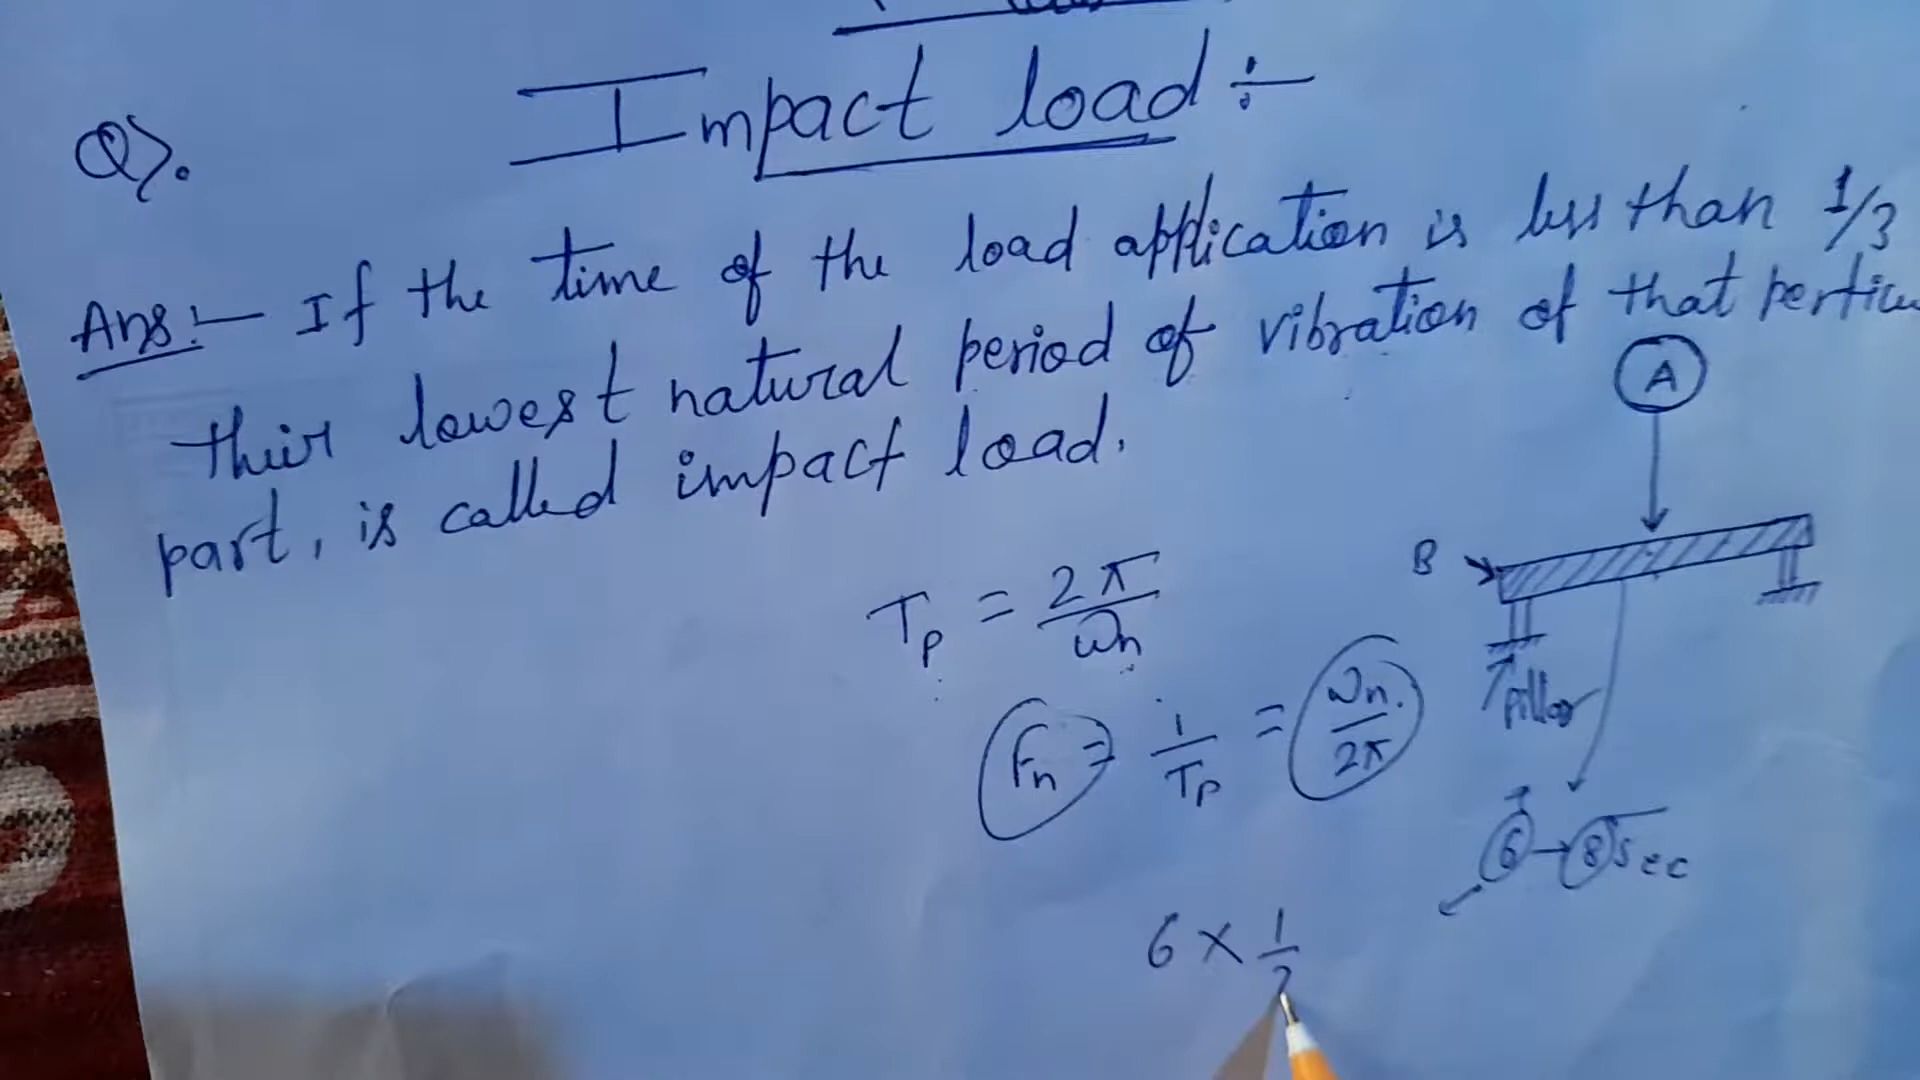 Impact load :-
Q).
Ans:- If the time of the load application is less than 1/3
their lowest natural period of vibration of that perticu
part, is called impact load.
A
B
Tp = 2π/ωn
pillar
Fn = 1/Tp = ωn/2π
6 → 8 sec
6 × 1/